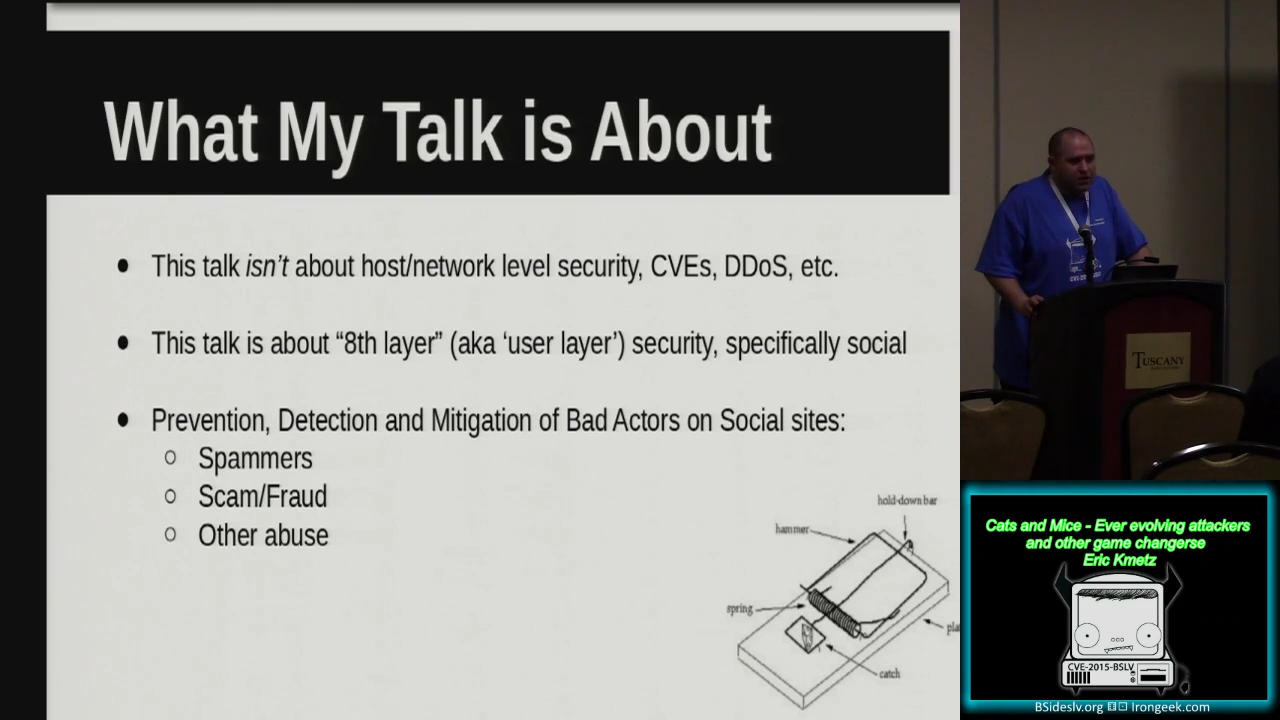 What My Talk is About
This talk isn’t about host/network level security, CVEs, DDoS, etc.
This talk is about “8th layer” (aka ‘user layer’) security, specifically social
Prevention, Detection and Mitigation of Bad Actors on Social sites:
Spammers
Scam/Fraud
Other abuse
hold-down bar
hammer
spring
catch
TUSCANY
Cats and Mice - Ever evolving attackers
and other game changerse
Eric Kmetz
CVE-2015-BSLV
BSideslv.org
Irongeek.com